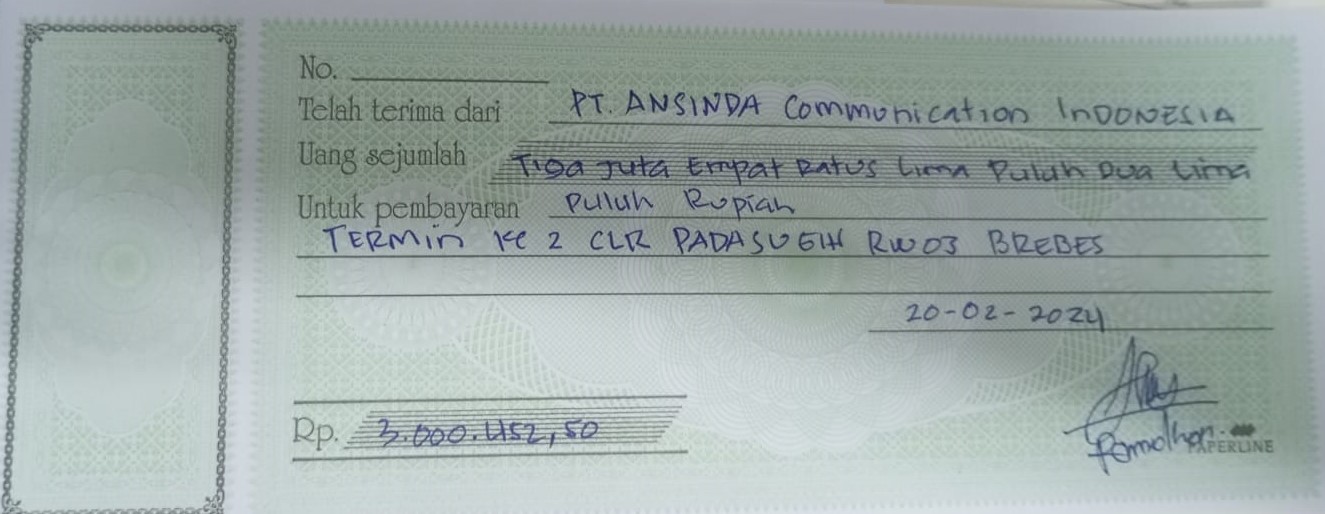 No.
Telah terima dari PT. ANSINDA Communication INDONESIA
Uang sejumlah Tiga Juta Empat Ratus Lima Puluh Dua Lima
Untuk pembayaran Puluh Rupiah
TERMIN Ke 2 CLR PADASUGIH RW03 BREBES
20-02-2024
Rp. 3.000.452,50
PAPERLINE